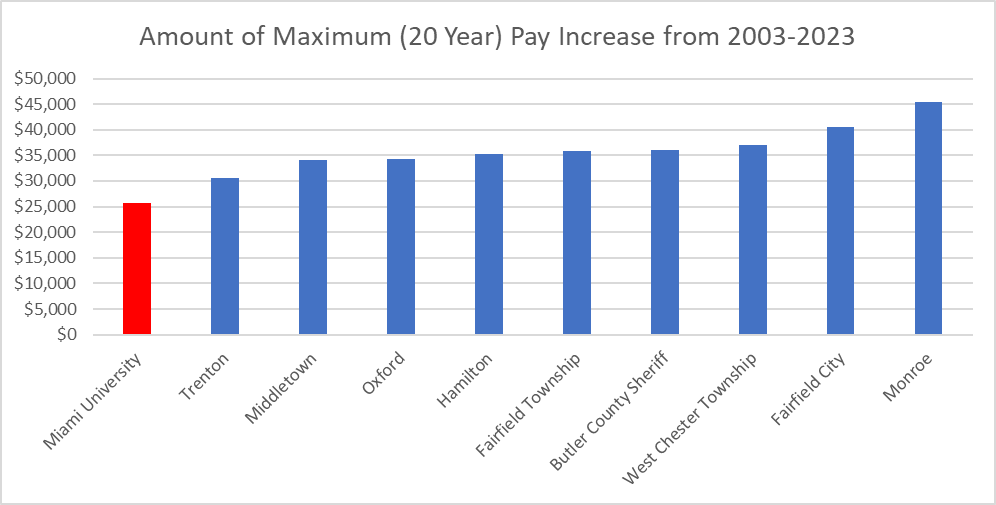 Amount of Maximum (20 Year) Pay Increase from 2003-2023
$50,000
$45,000
$40,000
$35,000
$30,000
$25,000
$20,000
$15,000
$10,000
$5,000
$0
Miami University
Trenton
Middletown
Oxford
Hamilton
Fairfield Township
Butler County Sheriff
West Chester Township
Fairfield City
Monroe